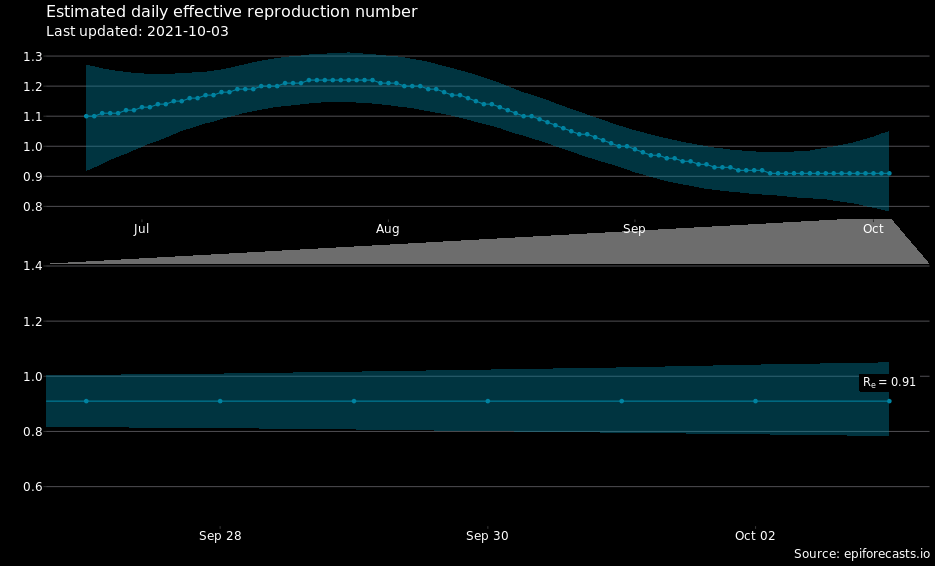 Estimated daily effective reproduction number
Last updated: 2021-10-03
1.3
1.2
1.1
1.0
0.9
0.8
Jul Aug Sep Oct
1.4
1.2
1.0
Re = 0.91
0.8
0.6
Sep 28 Sep 30 Oct 02
Source: epiforecasts.io